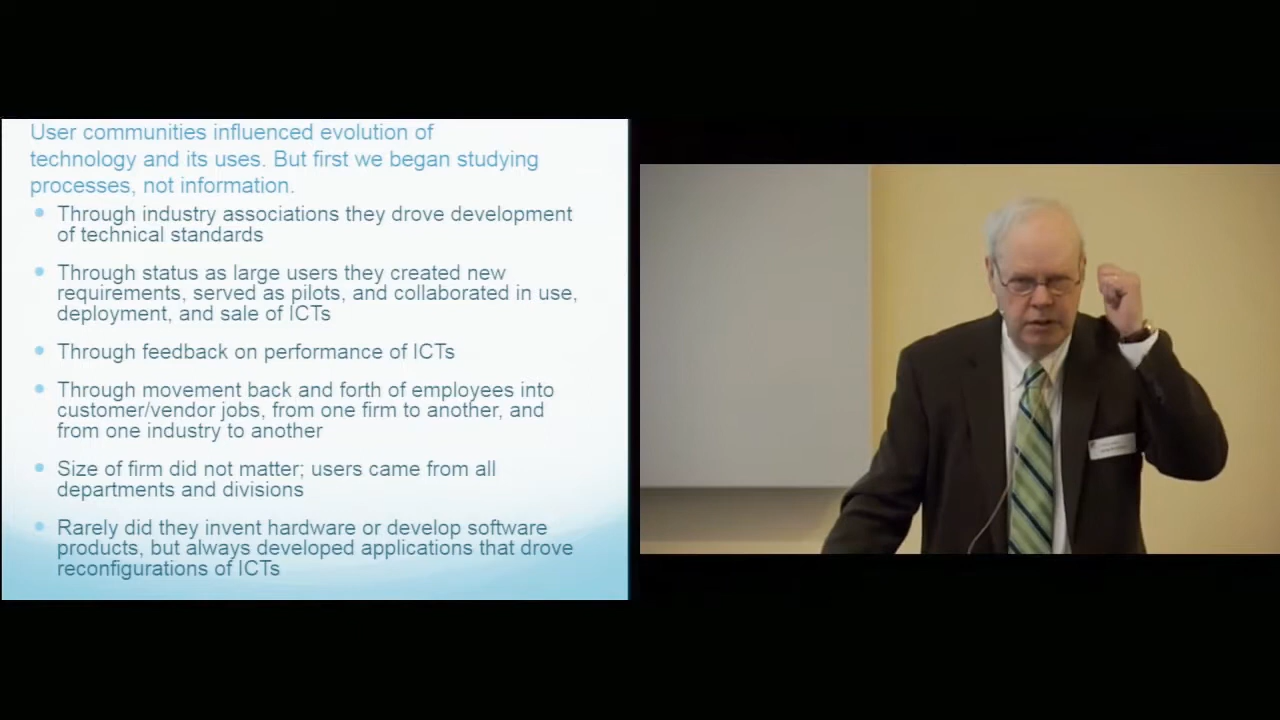 User communities influenced evolution of
technology and its uses. But first we began studying
processes, not information.
Through industry associations they drove development
of technical standards
Through status as large users they created new
requirements, served as pilots, and collaborated in use,
deployment, and sale of ICTs
Through feedback on performance of ICTs
Through movement back and forth of employees into
customer/vendor jobs, from one firm to another, and
from one industry to another
Size of firm did not matter; users came from all
departments and divisions
Rarely did they invent hardware or develop software
products, but always developed applications that drove
reconfigurations of ICTs